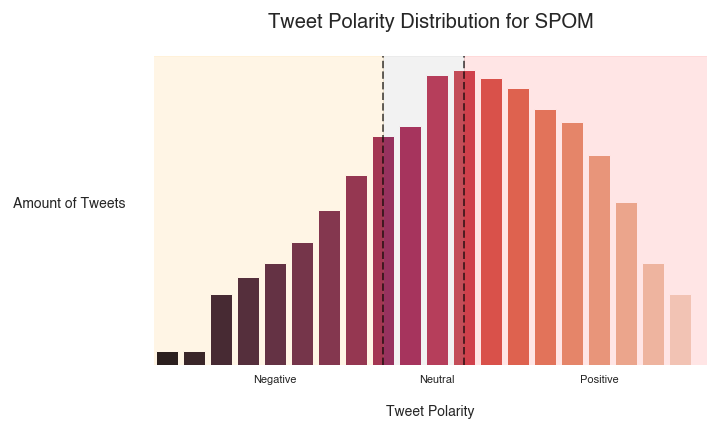 Tweet Polarity Distribution for SPOM
Amount of Tweets
Negative
Neutral
Positive
Tweet Polarity